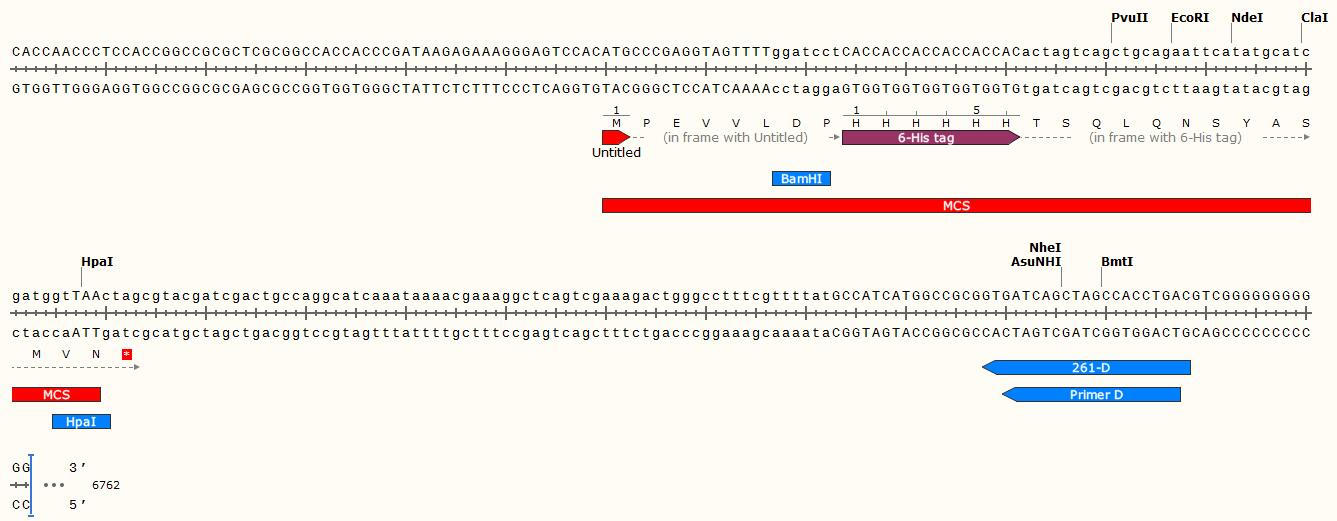 PvuII EcoRI NdeI ClaI
CACCAACCCTCCACCGGCCGCGCTCGCGGCCACCACCCGATAAGAGAAAGGGAGTCCACATGCCCGAGGTAGTTTTggatcctCACCACCACCACCACCACactagtcagctgcagaattcatatgcatc
GTGGTTGGGAGGTGGCCGGCGCGAGCGCCGGTGGTGGGCTATTCTCTTTCCCTCAGGTGTACGGGCTCCATCAAAAcctaggaGTGGTGGTGGTGGTGGTGtgatcagtcgacgtcttaagtatacgtag
1 1 5
M P E V V L D P H H H H H H T S Q L Q N S Y A S
(in frame with Untitled) 6-His tag (in frame with 6-His tag)
Untitled
BamHI
MCS
NheI
HpaI AsuNHI BmtI
gatggtTAActagcgtacgatcgactgccaggcatcaaataaaacgaaaggctcagtcgaaagactgggcctttcgttttatGCCATCATGGCCGCGGTGATCAGCTAGCCACCTGACGTCGGGGGGGGG
ctaccaATTgatcgcatgctagctgacggtccgtagtttattttgctttccgagtcagctttctgacccggaaagcaaaataCGGTAGTACCGGCGCCACTAGTCGATCGGTGGACTGCAGCCCCCCCCC
M V N *
261-D
MCS Primer D
HpaI
GG 3'
6762
CC 5'